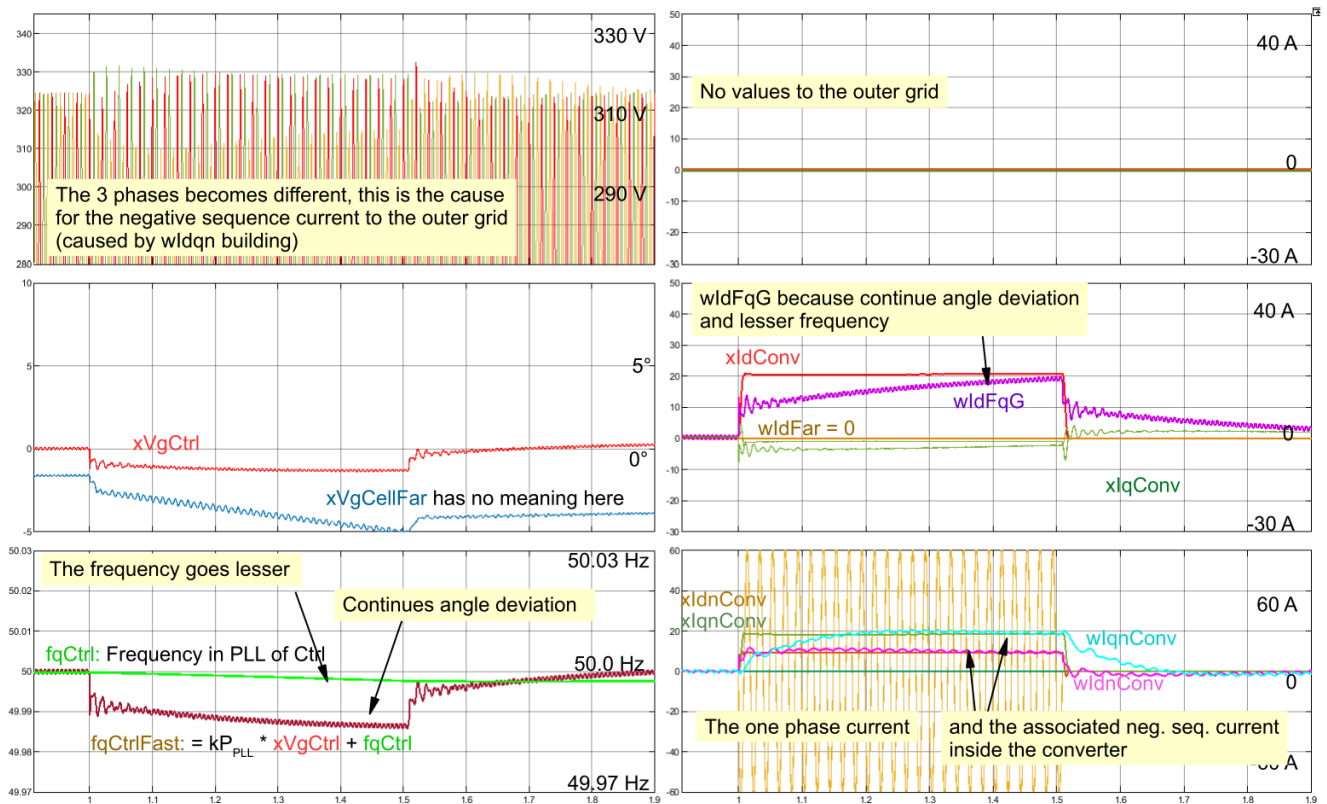 340
330
320
310
300
290
280
330 V
310 V
290 V
The 3 phases becomes different, this is the cause
for the negative sequence current to the outer grid
(caused by wIdqn building)
50
40
30
20
10
0
-10
-20
-30
40 A
0
-30 A
No values to the outer grid
10
5
0
-5
5°
0°
xVgCtrl
xVgCellFar has no meaning here
50
40
30
20
10
0
-10
-20
-30
40 A
0
-30 A
wIdFqG because continue angle deviation
and lesser frequency
xIdConv
wIdFqG
wIdFar = 0
xIqConv
50.03
50.02
50.01
50
49.99
49.98
49.97
50.03 Hz
50.0 Hz
49.97 Hz
The frequency goes lesser
Continues angle deviation
fqCtrl: Frequency in PLL of Ctrl
fqCtrlFast: = kP PLL * xVgCtrl + fqCtrl
1 1.1 1.2 1.3 1.4 1.5 1.6 1.7 1.8 1.9
60
40
20
0
-20
-40
-60
60 A
0
xIdnConv
xIqnConv
wIqnConv
wIdnConv
The one phase current
and the associated neg. seq. current
inside the converter
1 1.1 1.2 1.3 1.4 1.5 1.6 1.7 1.8 1.9